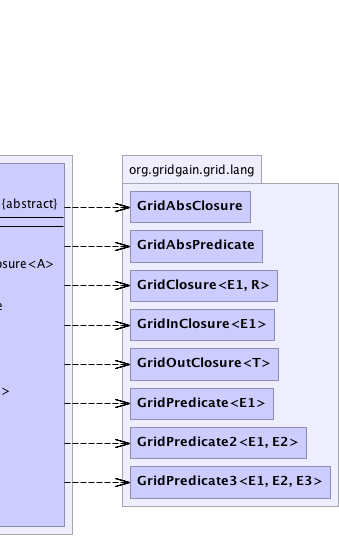 org.gridgain.grid.lang
{abstract}
GridAbsClosure
GridAbsPredicate
osure<A>
GridClosure<E1, R>
e
GridInClosure<E1>
GridOutClosure<T>
>
GridPredicate<E1>
GridPredicate2<E1, E2>
GridPredicate3<E1, E2, E3>